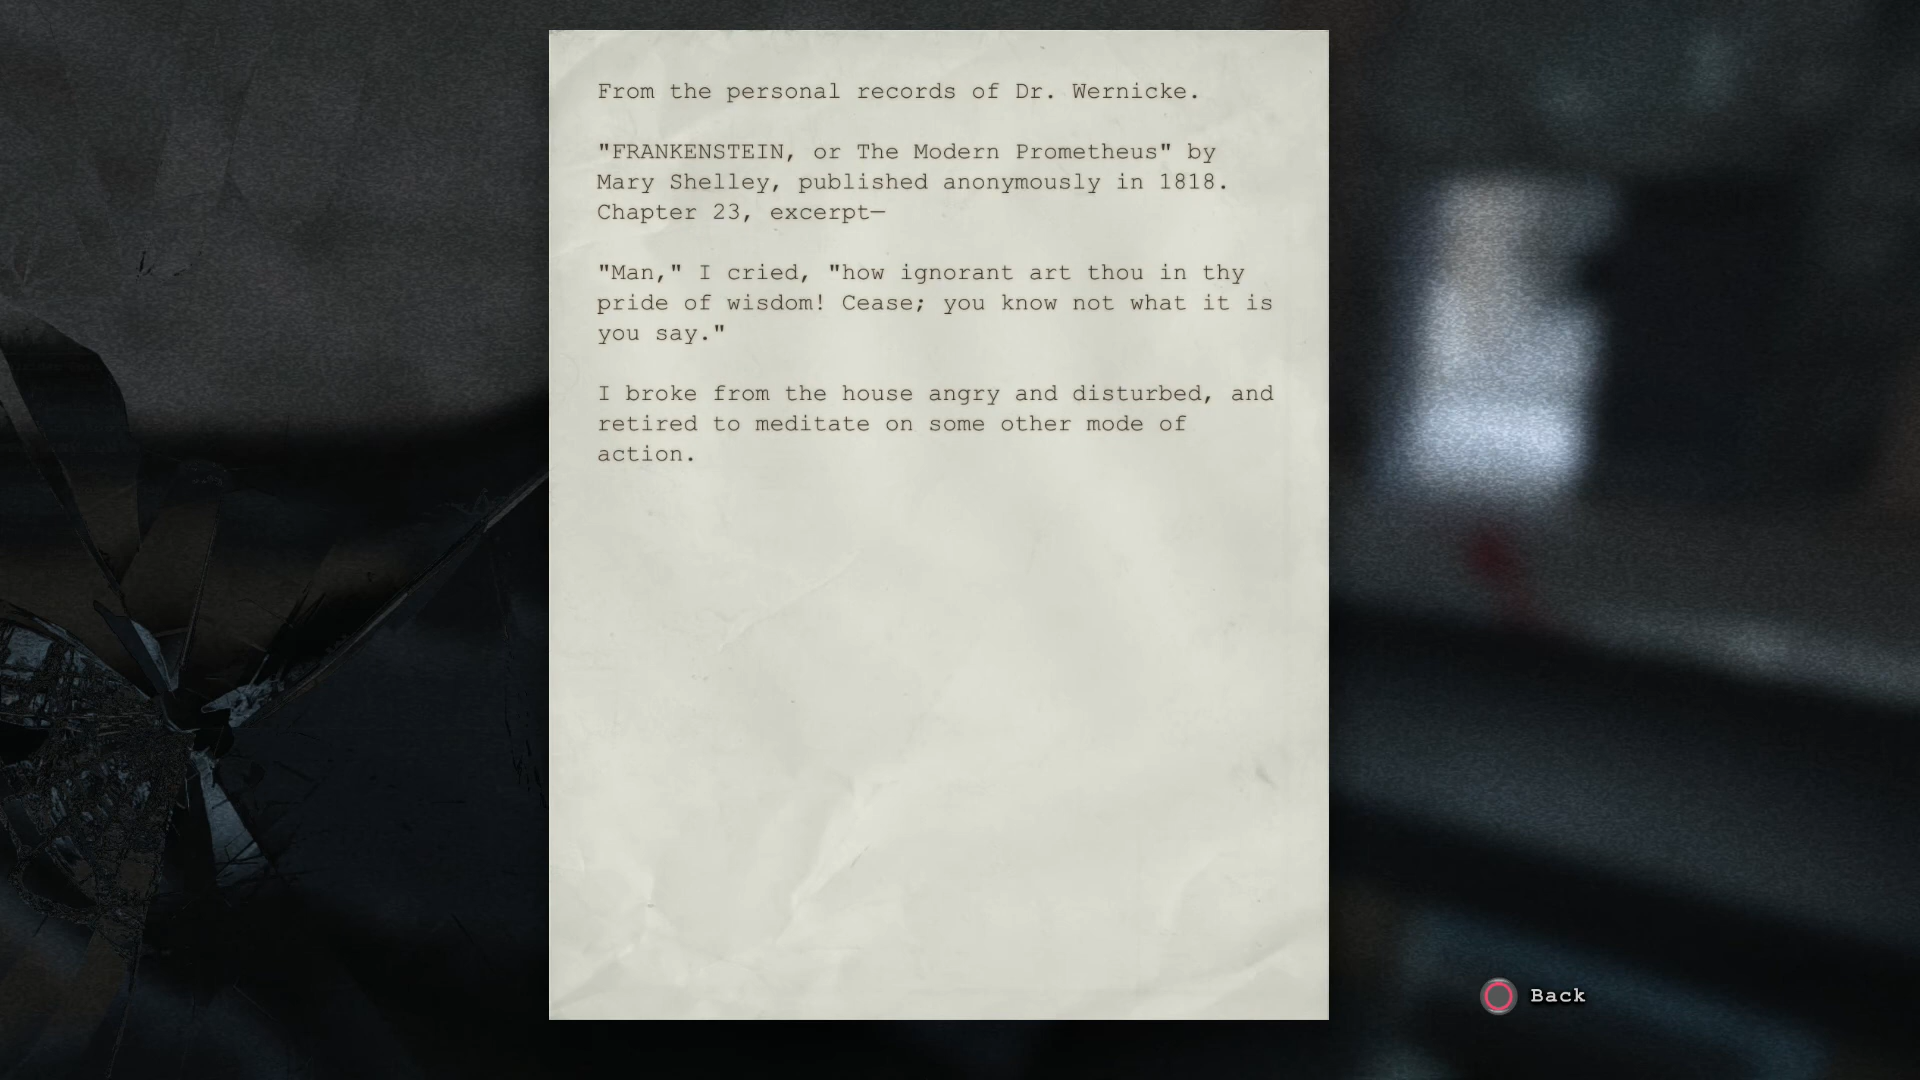 From the personal records of Dr. Wernicke.
"FRANKENSTEIN, or The Modern Prometheus" by
Mary Shelley, published anonymously in 1818.
Chapter 23, excerpt—
"Man," I cried, "how ignorant art thou in thy
pride of wisdom! Cease; you know not what it is
you say."
I broke from the house angry and disturbed, and
retired to meditate on some other mode of
action.
Back